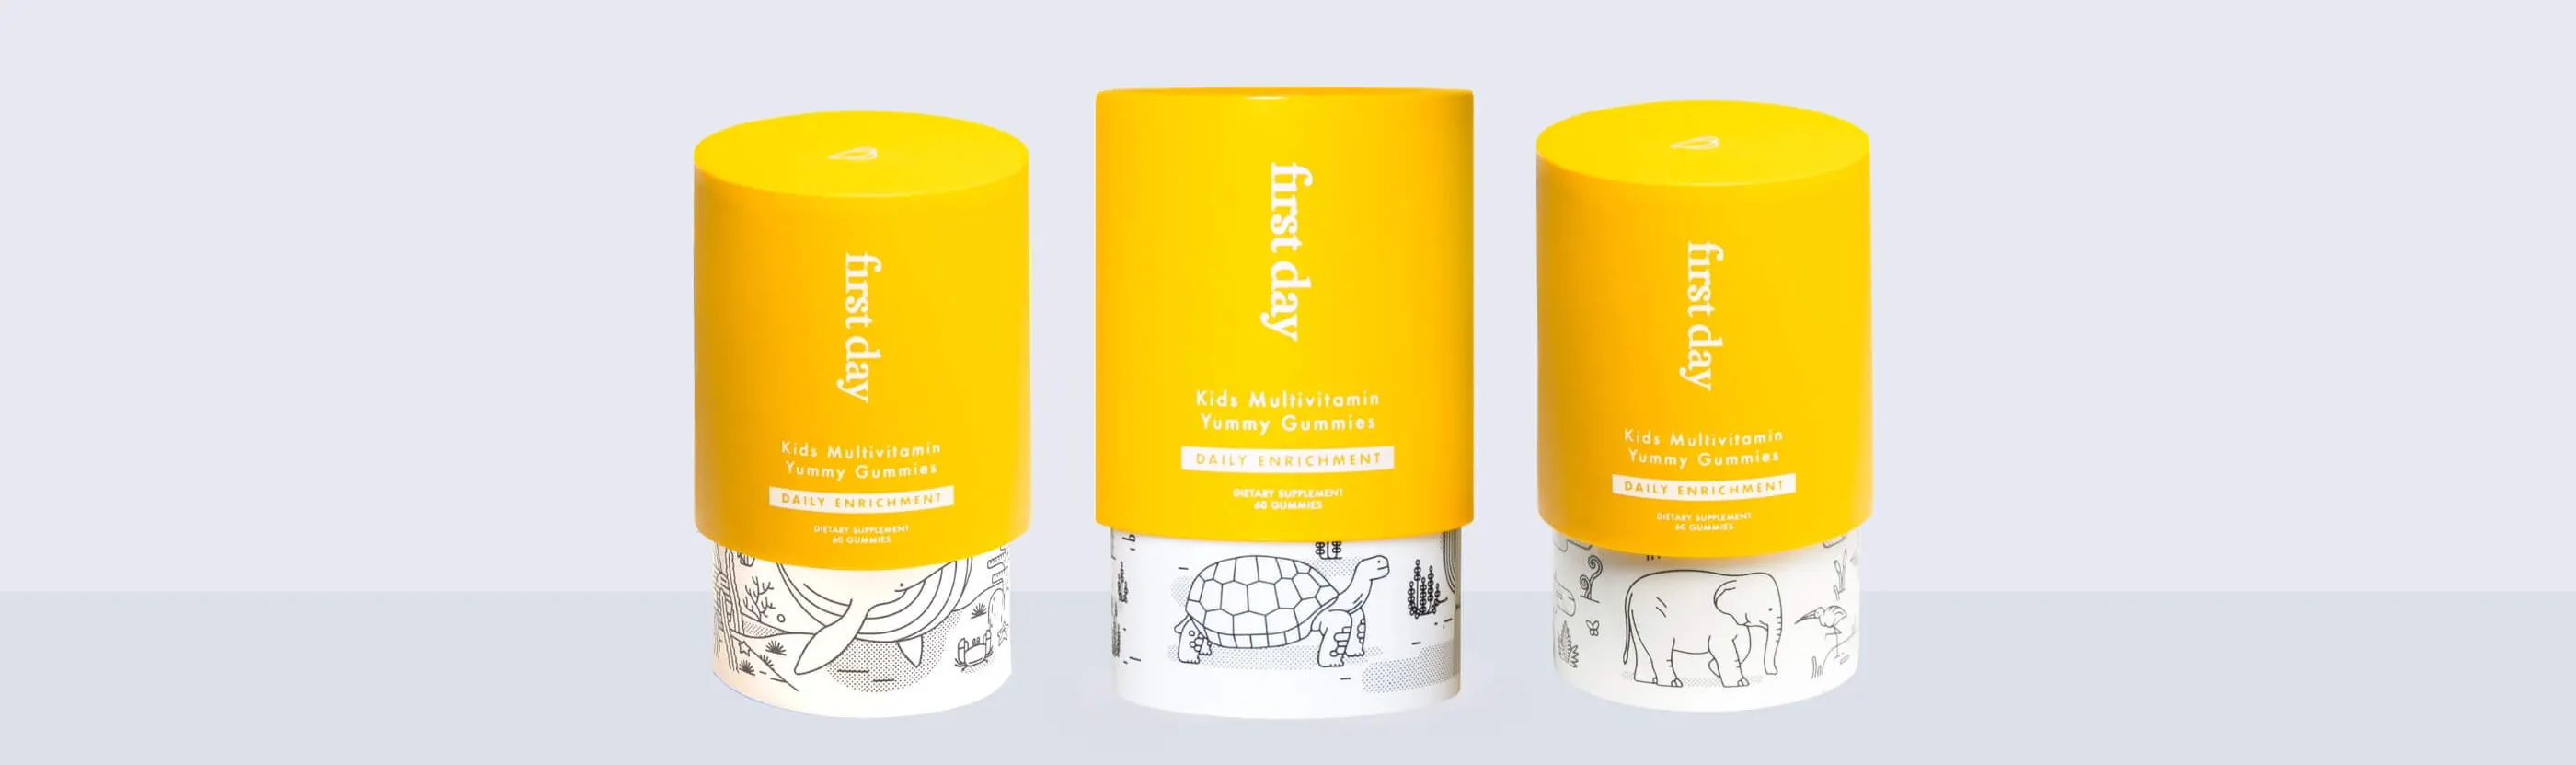 first day
Kids Multivitamin
Yummy Gummies
DAILY ENRICHMENT
DIETARY SUPPLEMENT
60 GUMMIES
first day
Kids Multivitamin
Yummy Gummies
DAILY ENRICHMENT
DIETARY SUPPLEMENT
60 GUMMIES
first day
Kids Multivitamin
Yummy Gummies
DAILY ENRICHMENT
DIETARY SUPPLEMENT
60 GUMMIES